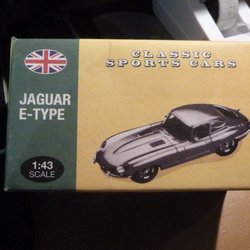 CLASSIC
SPORTS CARS
JAGUAR
E-TYPE
1:43
SCALE